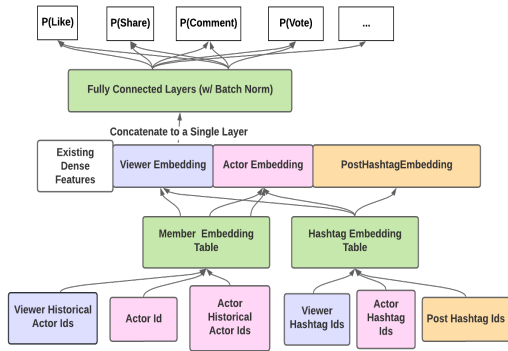 P(Like) P(Share) P(Comment) P(Vote) ...
Fully Connected Layers (w/ Batch Norm)
Concatenate to a Single Layer
Existing
Dense
Features
Viewer Embedding
Actor Embedding
PostHashtagEmbedding
Member Embedding
Table
Hashtag Embedding
Table
Viewer Historical
Actor Ids
Actor Id
Actor
Historical
Actor Ids
Viewer
Hashtag Ids
Actor
Hashtag
Ids
Post Hashtag Ids